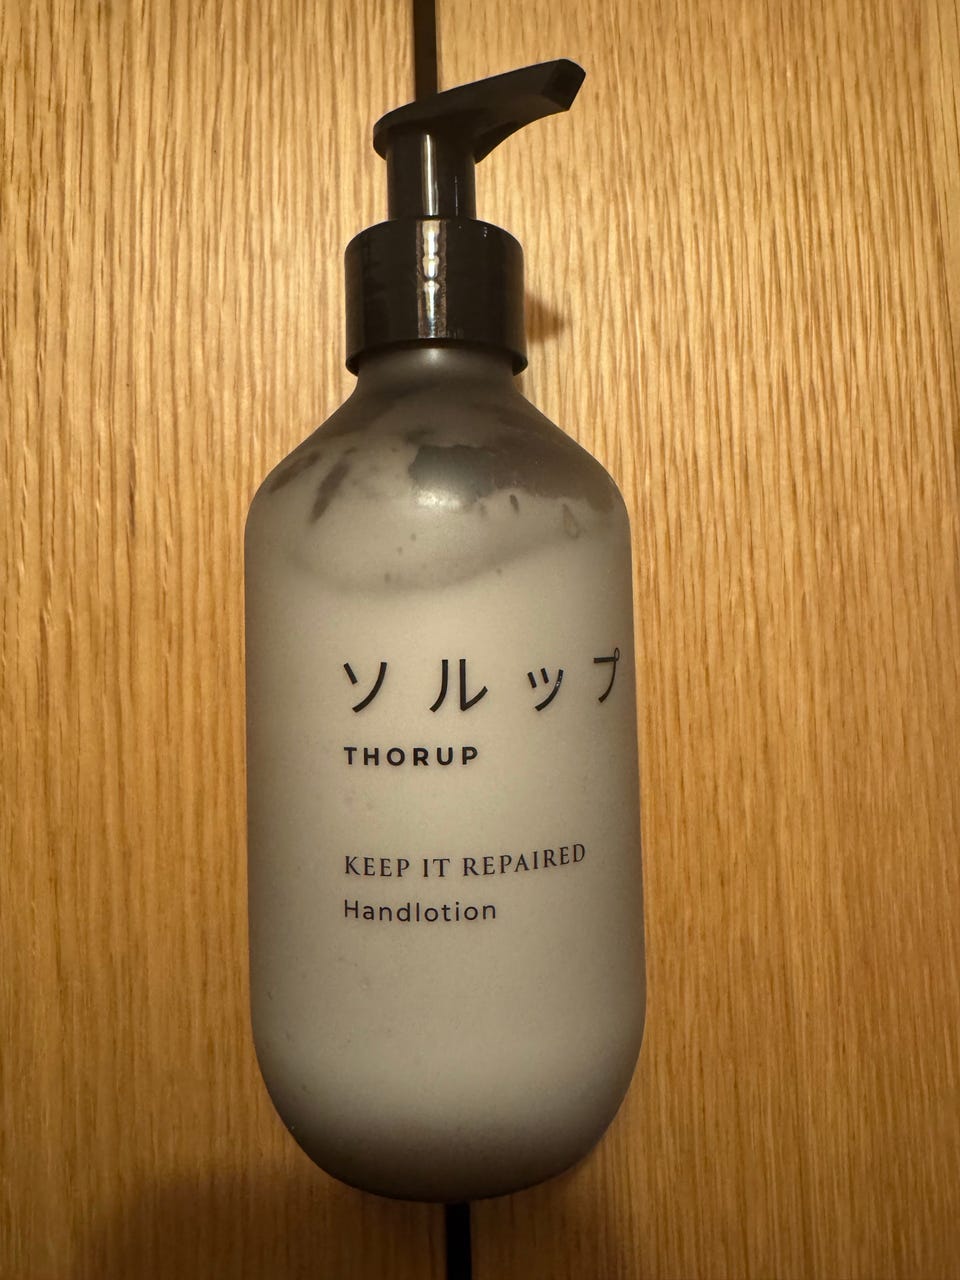 ソルップ
THORUP
KEEP IT REPAIRED
Handlotion